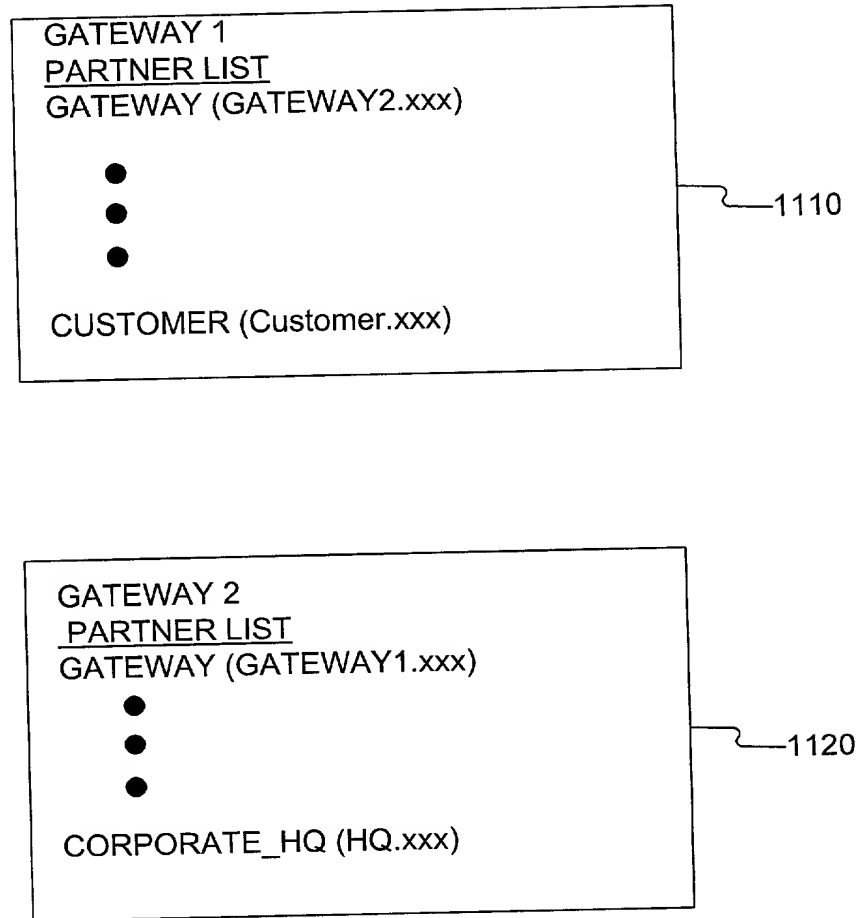 GATEWAY 1
PARTNER LIST
GATEWAY (GATEWAY2.xxx)
CUSTOMER (Customer.xxx)
1110
GATEWAY 2
PARTNER LIST
GATEWAY (GATEWAY1.xxx)
CORPORATE_HQ (HQ.xxx)
1120